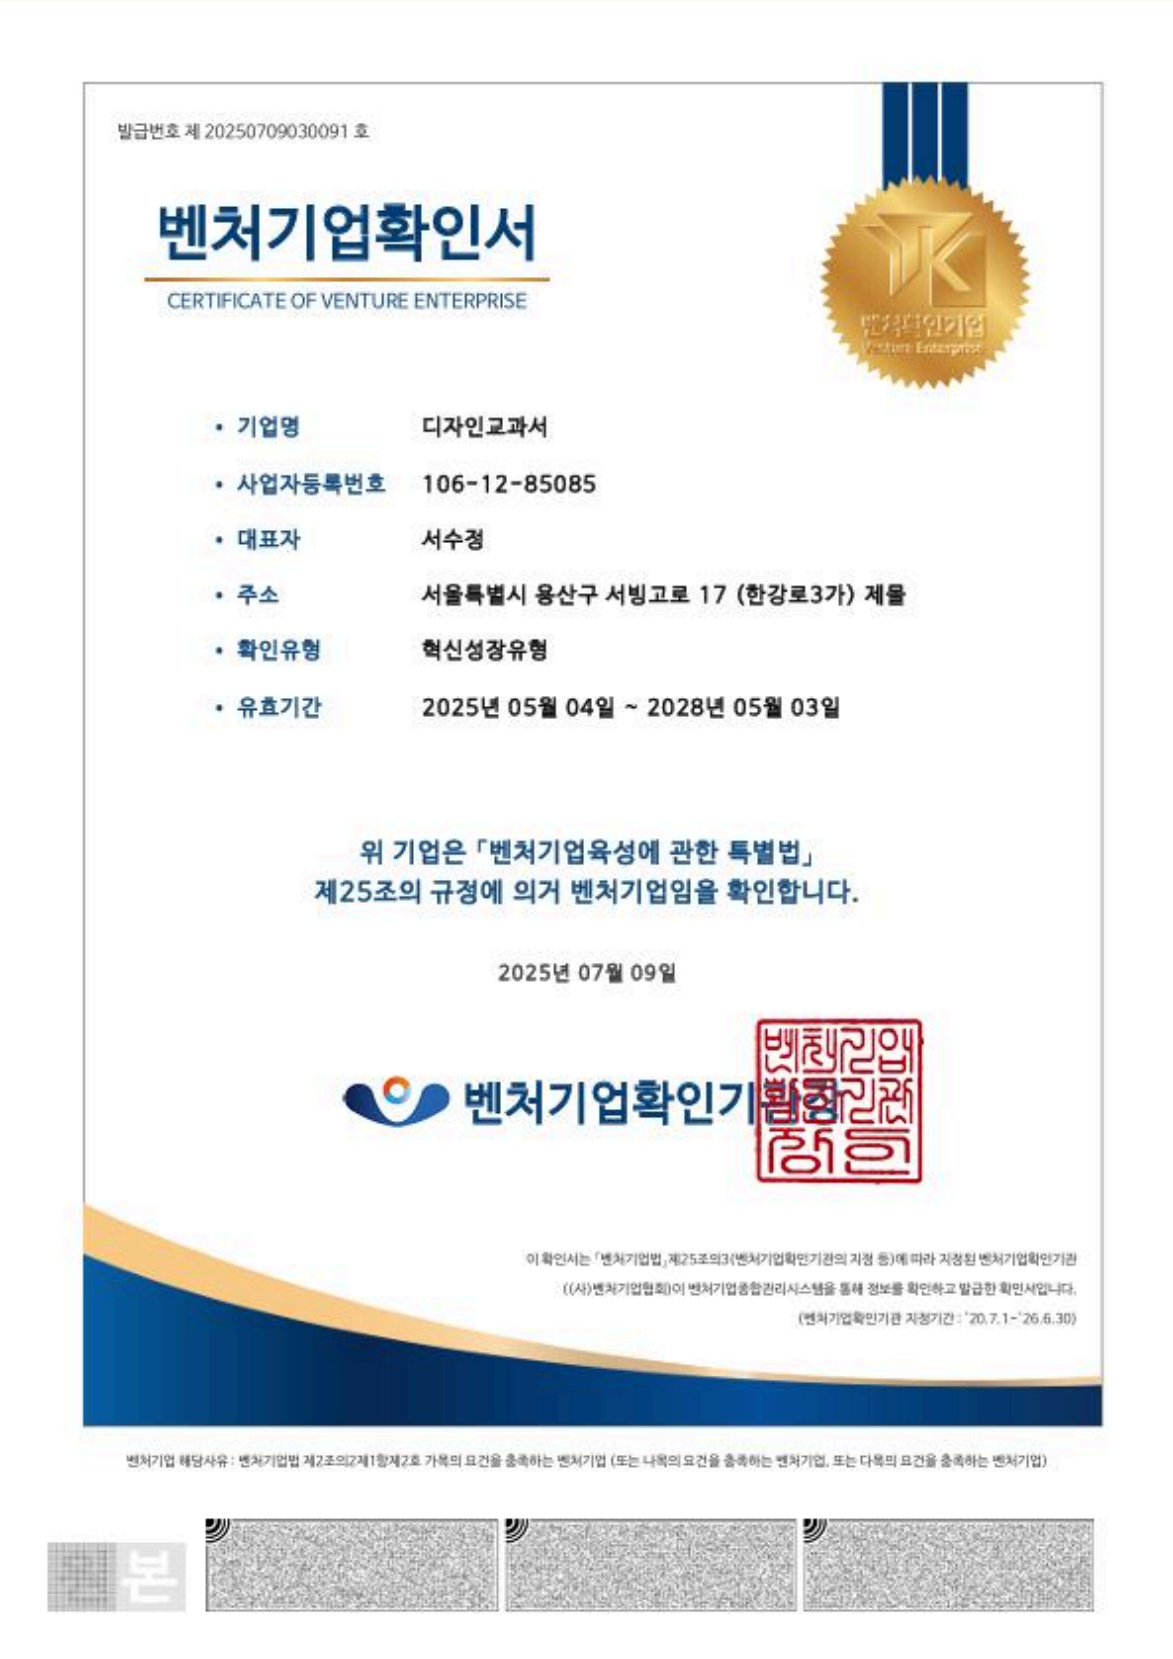 발급번호 제 20250709030091 호
벤처기업확인서
CERTIFICATE OF VENTURE ENTERPRISE
벤처확인기업
Venture Enterprise
• 기업명 디자인교과서
• 사업자등록번호 106-12-85085
• 대표자 서수정
• 주소 서울특별시 용산구 서빙고로 17 (한강로3가) 제몰
• 확인유형 혁신성장유형
• 유효기간 2025년 05월 04일 ~ 2028년 05월 03일
위 기업은 「벤처기업육성에 관한 특별법」
제25조의 규정에 의거 벤처기업임을 확인합니다.
2025년 07월 09일
벤처기업확인기관장
이 확인서는 「벤처기업법」제25조의3(벤처기업확인기관의 지정 등)에 따라 지정된 벤처기업확인기관
((사)벤처기업협회)이 벤처기업종합관리시스템을 통해 정보를 확인하고 발급한 확인서입니다.
(벤처기업확인기관 지정기간 : '20.7.1~'26.6.30)
벤처기업 해당사유 : 벤처기업법 제2조의2제1항제2호 가목의 요건을 충족하는 벤처기업 (또는 나목의 요건을 충족하는 벤처기업, 또는 다목의 요건을 충족하는 벤처기업)
본